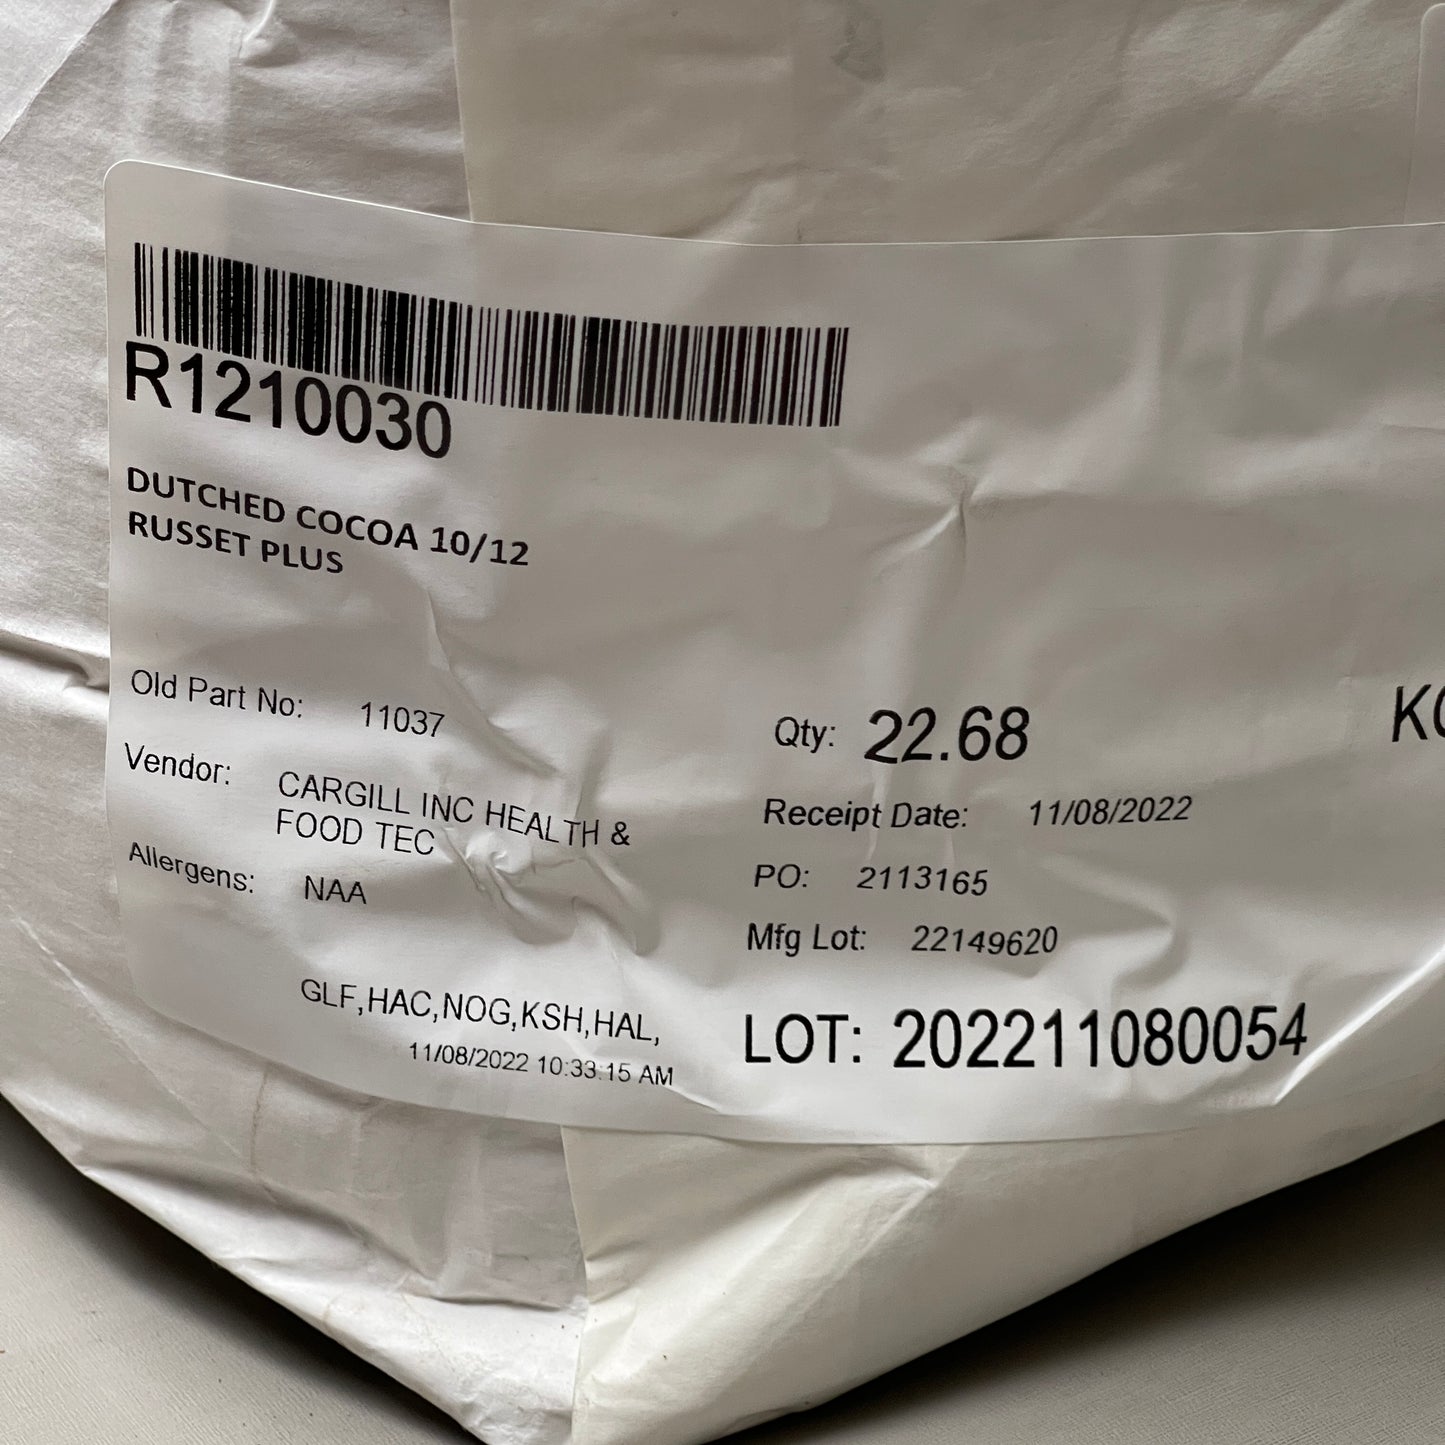 R1210030
DUTCHED COCOA 10/12
RUSSET PLUS
Old Part No: 11037
Vendor: CARGILL INC HEALTH &
FOOD TEC
Allergens: NAA
GLF,HAC,NOG,KSH,HAL,
11/08/2022 10:33:15 AM
Qty: 22.68
Receipt Date: 11/08/2022
PO: 2113165
Mfg Lot: 22149620
LOT: 202211080054